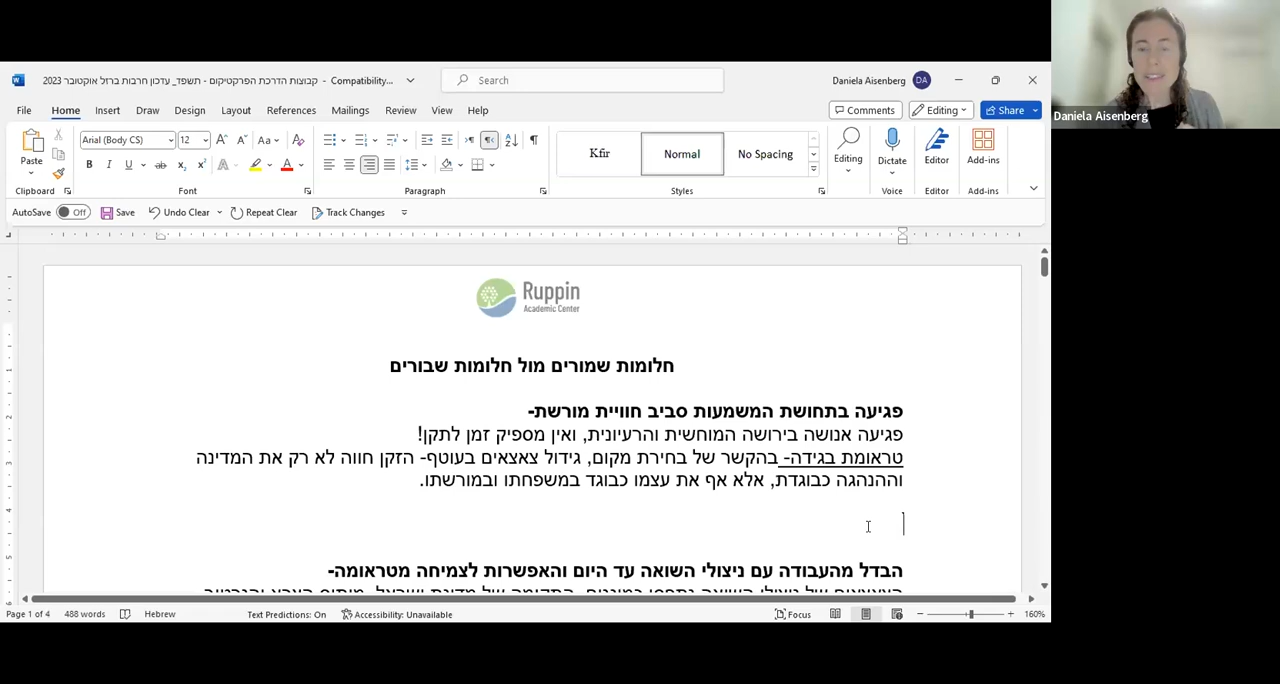 קבוצות הדרכת הפרקטיקום - תשפד_ עדכון חרבות ברזל אוקטובר 2023 - Compatibility...
Search
Daniela Aisenberg DA
Daniela Aisenberg
File Home Insert Draw Design Layout References Mailings Review View Help
Comments Editing Share
Paste
Arial (Body CS) 12
Kfir
Normal
No Spacing
Editing
Dictate
Editor
Add-ins
Clipboard Font Paragraph Styles Voice Editor Add-ins
AutoSave Off Save Undo Clear Repeat Clear Track Changes
Ruppin
Academic Center
חלומות שמורים מול חלומות שבורים
פגיעה בתחושת המשמעות סביב חוויית מורשת-
פגיעה אנושה בירושה המוחשית והרעיונית, ואין מספיק זמן לתקן!
טראומת בגידה- בהקשר של בחירת מקום, גידול צאצאים בעוטף- הזקן חווה לא רק את המדינה
וההנהגה כבוגדת, אלא אף את עצמו כבוגד במשפחתו ובמורשתו.
הבדל מהעבודה עם ניצולי השואה עד היום והאפשרות לצמיחה מטראומה-
Page 1 of 4 488 words Hebrew Text Predictions: On Accessibility: Unavailable Focus 160%